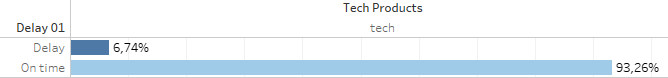 Tech Products
Delay 01 tech
Delay 6,74%
On time 93,26%